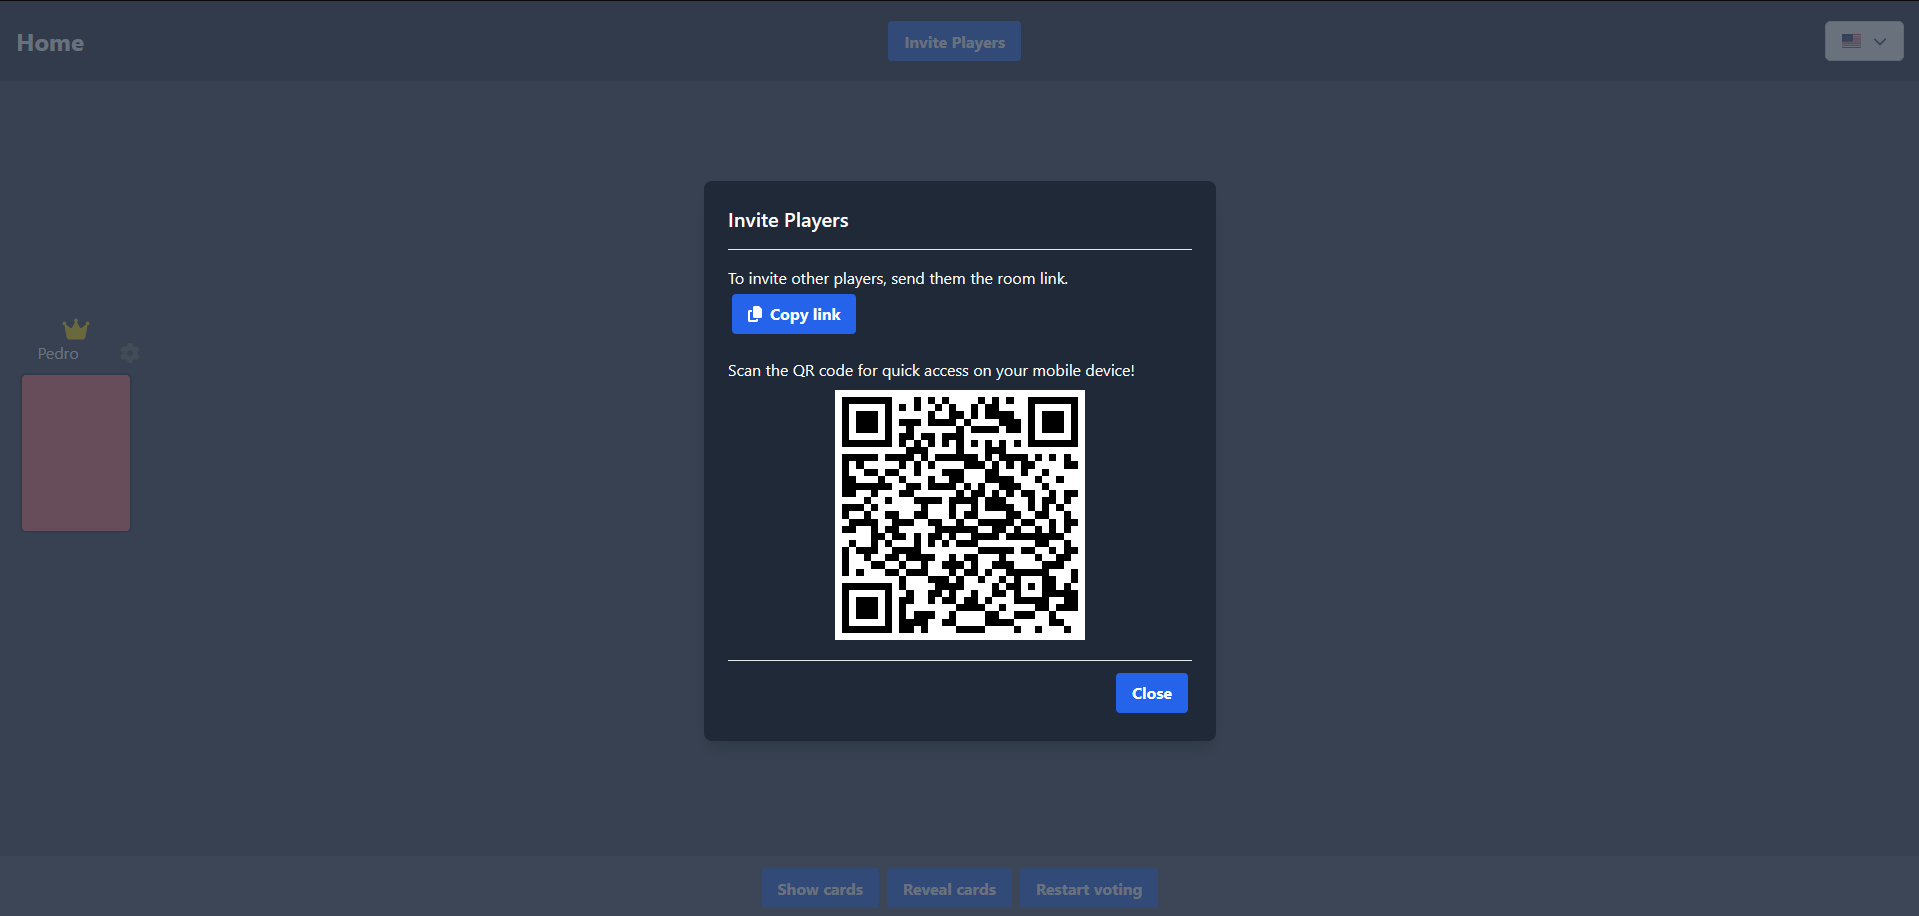 Home
Invite Players
Invite Players
To invite other players, send them the room link.
Copy link
Pedro
Scan the QR code for quick access on your mobile device!
Close
Show cards
Reveal cards
Restart voting